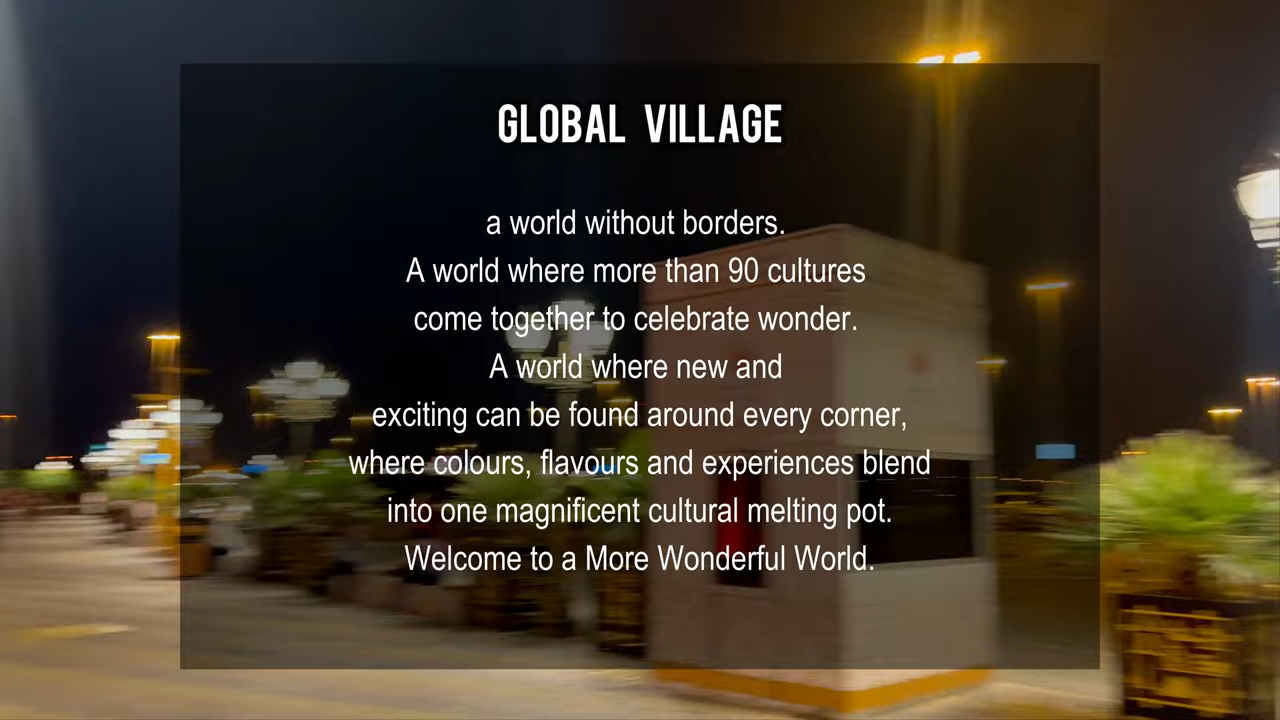 GLOBAL VILLAGE
a world without borders.
A world where more than 90 cultures
come together to celebrate wonder.
A world where new and
exciting can be found around every corner,
where colours, flavours and experiences blend
into one magnificent cultural melting pot.
Welcome to a More Wonderful World.